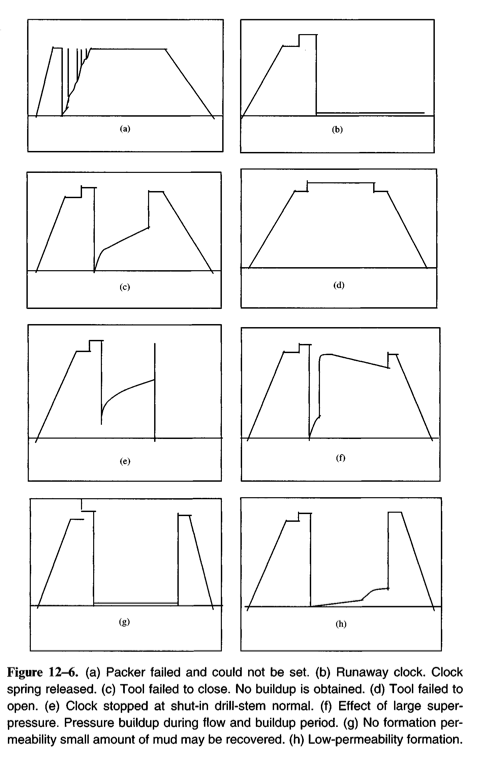 (a)
(b)
(c)
(d)
(e)
(f)
(g)
(h)
Figure 12–6. (a) Packer failed and could not be set. (b) Runaway clock. Clock
spring released. (c) Tool failed to close. No buildup is obtained. (d) Tool failed to
open. (e) Clock stopped at shut-in drill-stem normal. (f) Effect of large super-
pressure. Pressure buildup during flow and buildup period. (g) No formation per-
meability small amount of mud may be recovered. (h) Low-permeability formation.